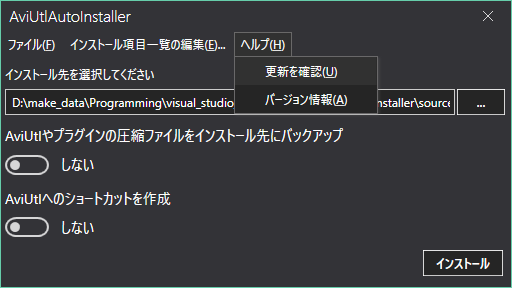 AviUtlAutoInstaller
ファイル(F) インストール項目一覧の編集(E)... ヘルプ(H)
更新を確認(U)
インストール先を選択してください
バージョン情報(A)
D:\make_data\Programming\visual_studio nstaller\source ...
AviUtlやプラグインの圧縮ファイルをインストール先にバックアップ
しない
AviUtlへのショートカットを作成
しない
インストール